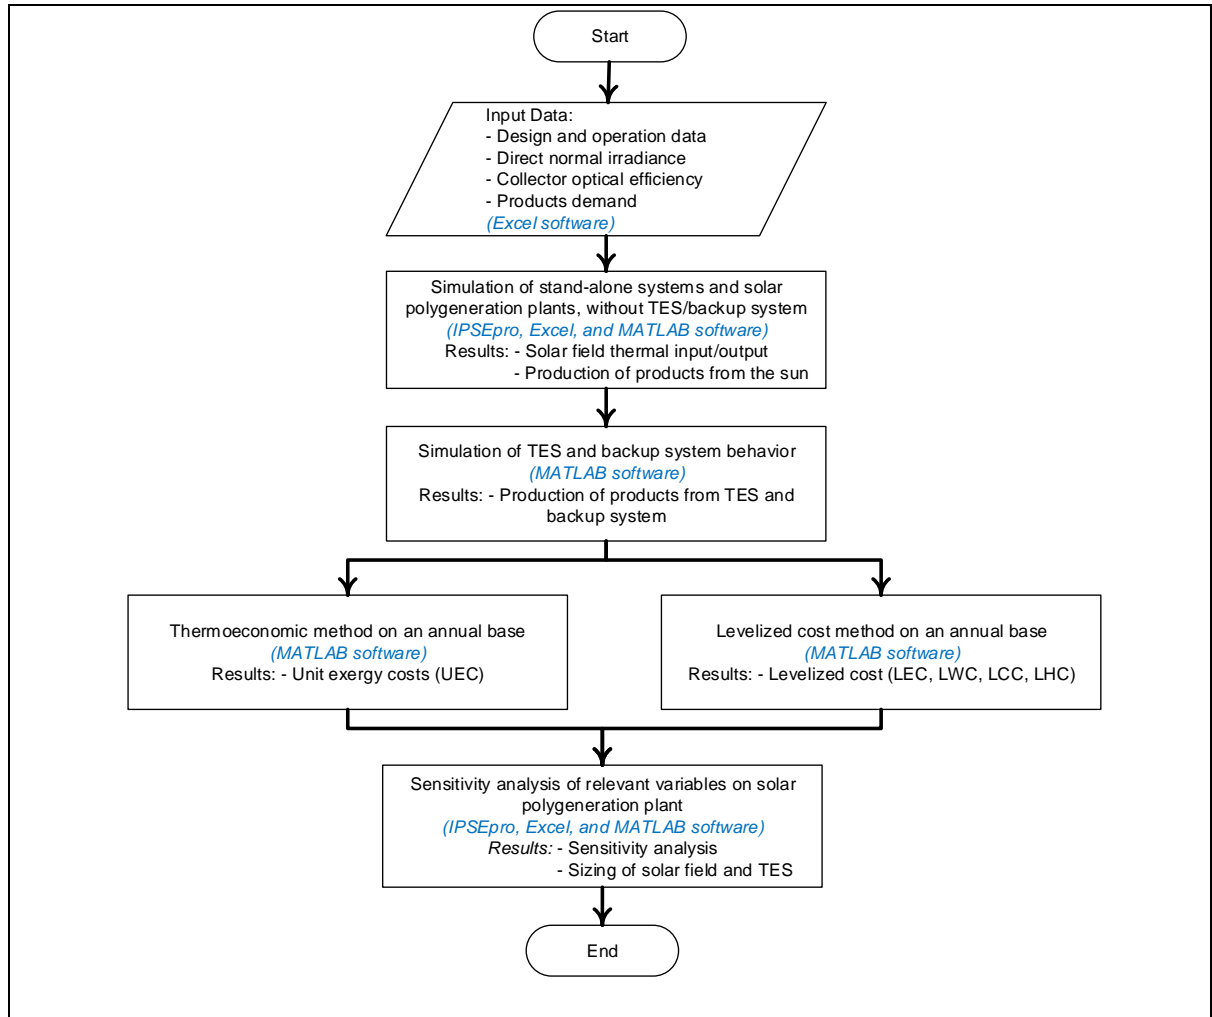 Start
Input Data:
- Design and operation data
- Direct normal irradiance
- Collector optical efficiency
- Products demand
(Excel software)
Simulation of stand-alone systems and solar
polygeneration plants, without TES/backup system
(IPSEpro, Excel, and MATLAB software)
Results: - Solar field thermal input/output
- Production of products from the sun
Simulation of TES and backup system behavior
(MATLAB software)
Results: - Production of products from TES and
backup system
Thermoeconomic method on an annual base
(MATLAB software)
Results: - Unit exergy costs (UEC)
Levelized cost method on an annual base
(MATLAB software)
Results: - Levelized cost (LEC, LWC, LCC, LHC)
Sensitivity analysis of relevant variables on solar
polygeneration plant
(IPSEpro, Excel, and MATLAB software)
Results: - Sensitivity analysis
- Sizing of solar field and TES
End